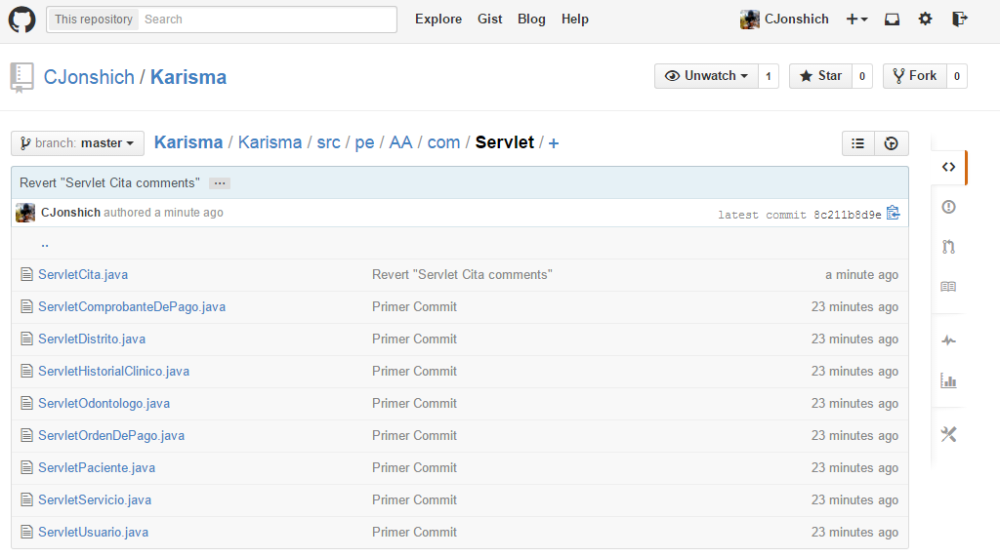 This repository Search Explore Gist Blog Help CJonshich
CJonshich / Karisma Unwatch 1 Star 0 Fork 0
branch: master Karisma / Karisma / src / pe / AA / com / Servlet / +
Revert "Servlet Cita comments" ...
CJonshich authored a minute ago latest commit 8c211b8d9e
..
ServletCita.java Revert "Servlet Cita comments" a minute ago
ServletComprobanteDePago.java Primer Commit 23 minutes ago
ServletDistrito.java Primer Commit 23 minutes ago
ServletHistorialClinico.java Primer Commit 23 minutes ago
ServletOdontologo.java Primer Commit 23 minutes ago
ServletOrdenDePago.java Primer Commit 23 minutes ago
ServletPaciente.java Primer Commit 23 minutes ago
ServletServicio.java Primer Commit 23 minutes ago
ServletUsuario.java Primer Commit 23 minutes ago